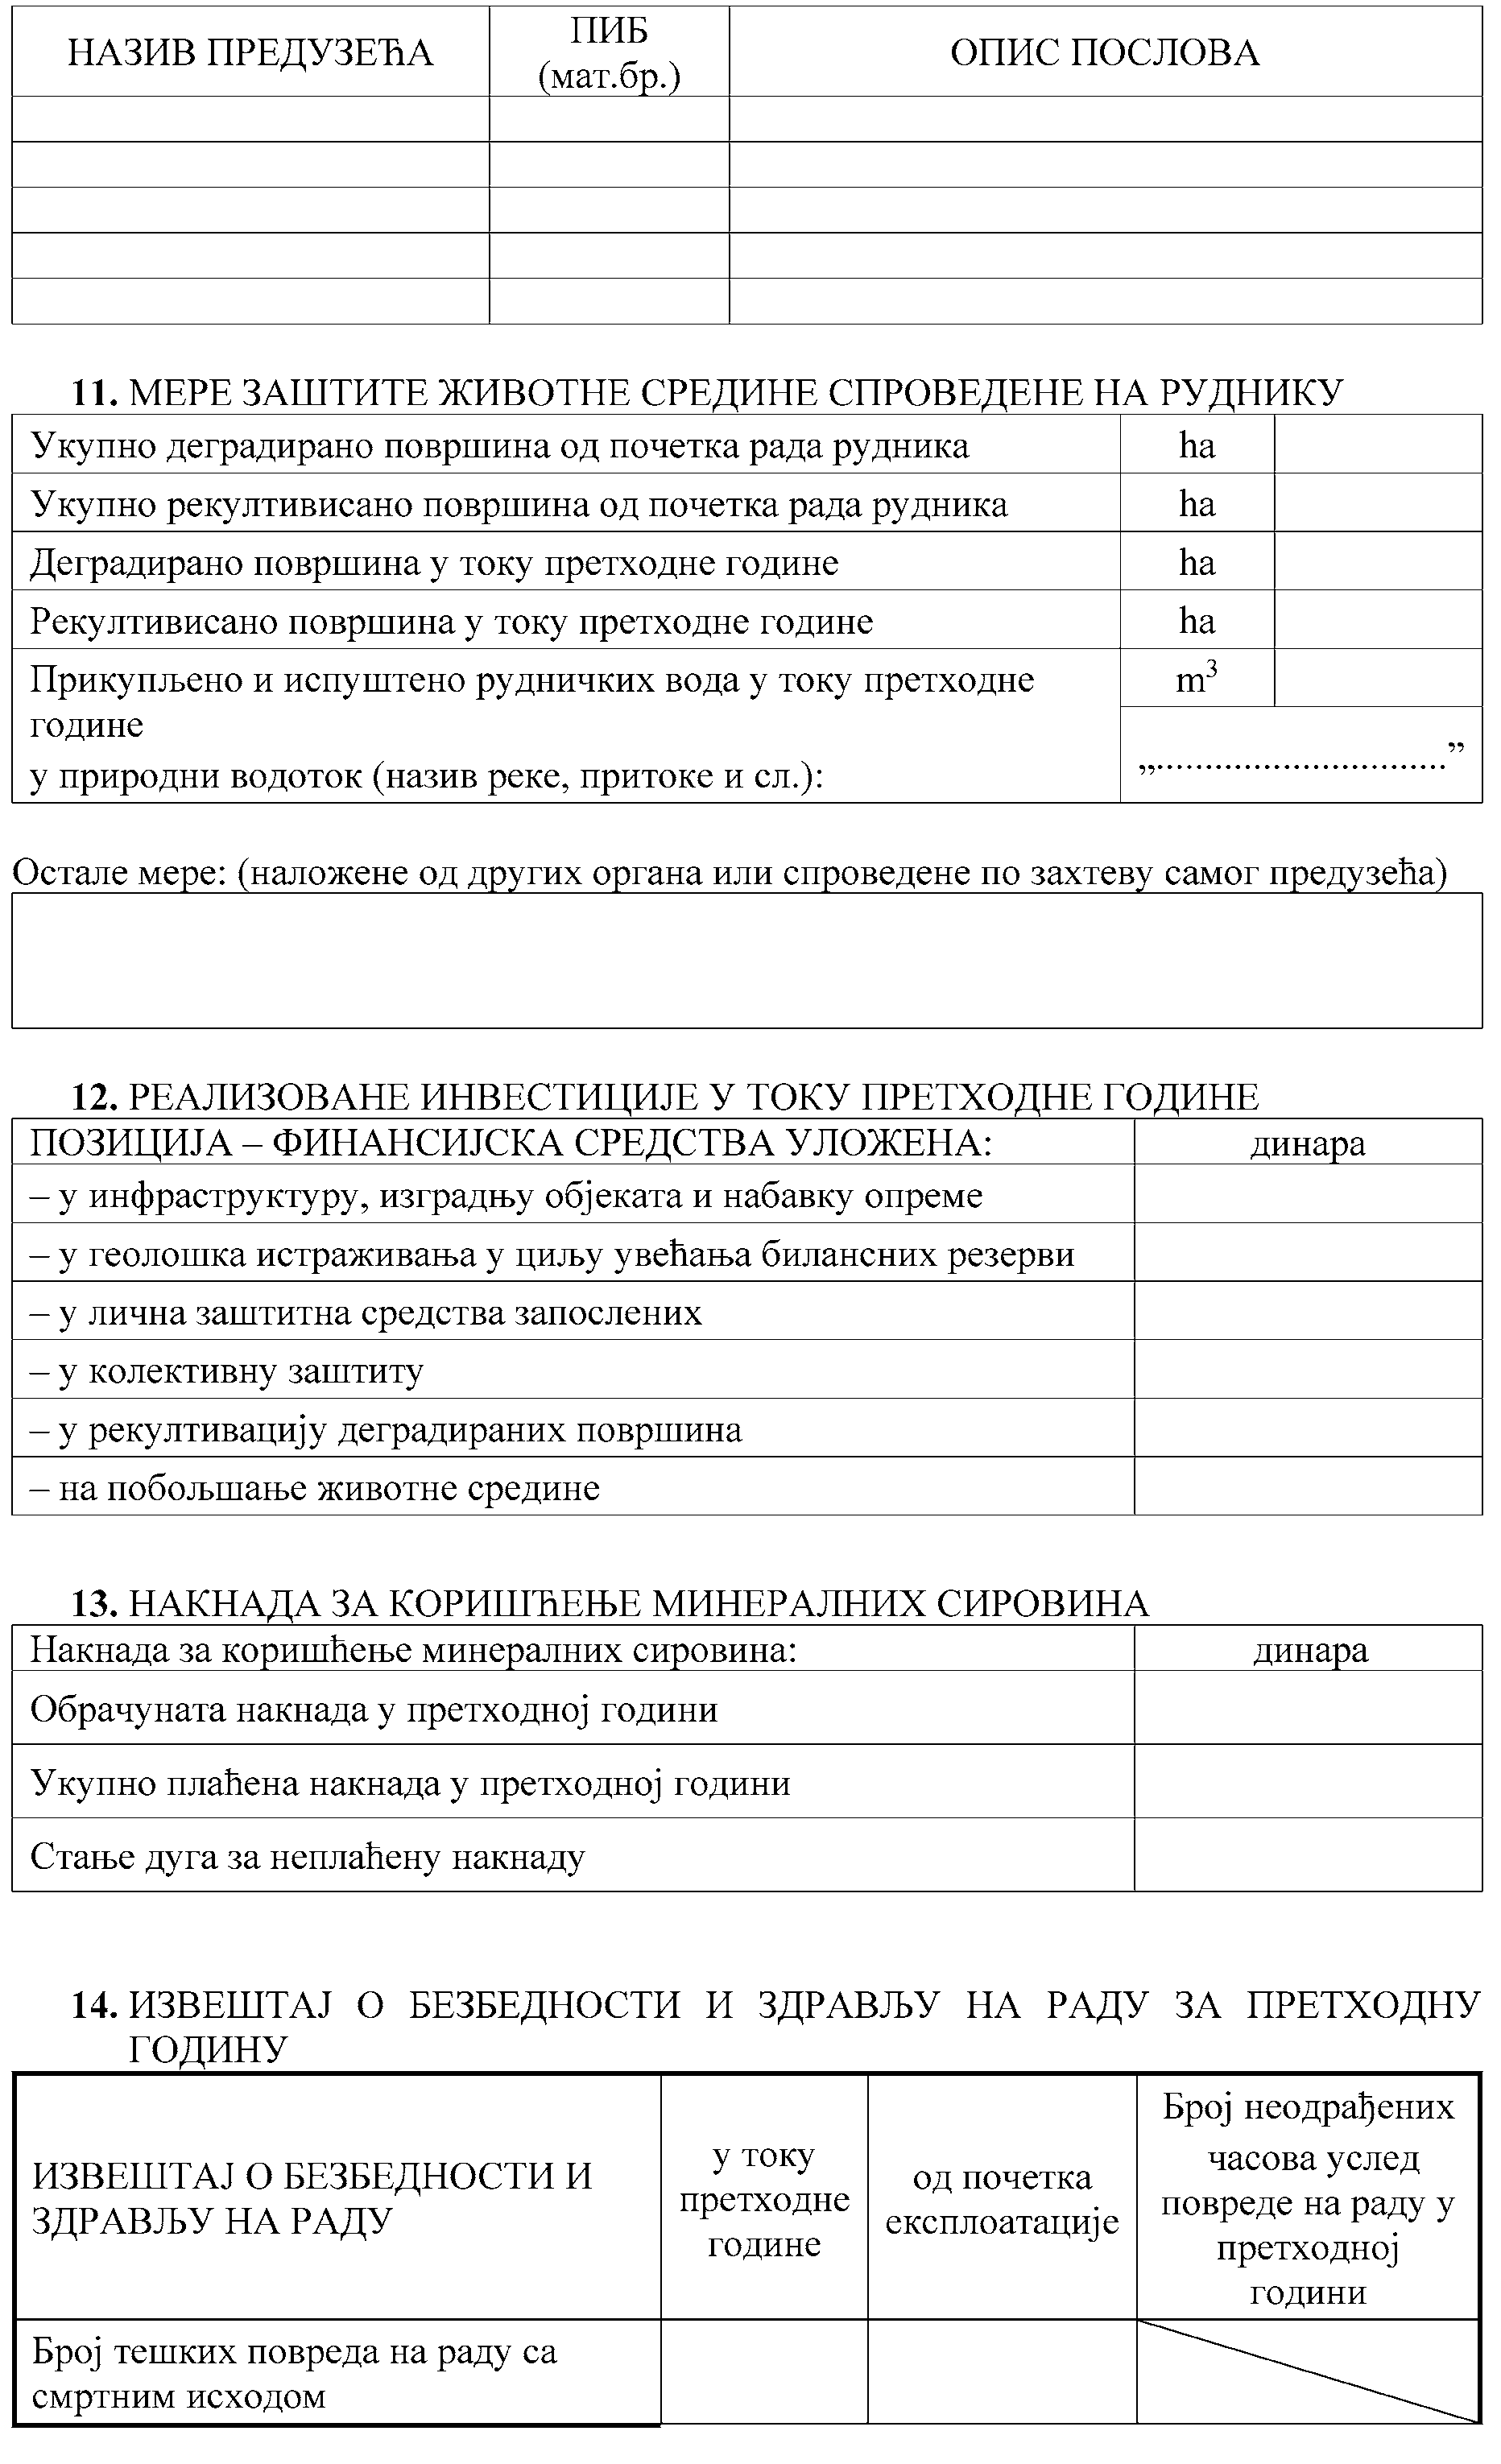 НАЗИВ ПРЕДУЗЕЋА
ПИБ
(мат.бр.)
ОПИС ПОСЛОВА
11. МЕРЕ ЗАШТИТЕ ЖИВОТНЕ СРЕДИНЕ СПРОВЕДЕНЕ НА РУДНИКУ
Укупно деградирано површина од почетка рада рудника
ha
Укупно рекултивисано површина од почетка рада рудника
ha
Деградирано површина у току претходне године
ha
Рекултивисано површина у току претходне године
ha
Прикупљено и испуштено рудничких вода у току претходне
године
у природни водоток (назив реке, притоке и сл.):
m³
„..............................”
Остале мере: (наложене од других органа или спроведене по захтеву самог предузећа)
12. РЕАЛИЗОВАНЕ ИНВЕСТИЦИЈЕ У ТОКУ ПРЕТХОДНЕ ГОДИНЕ
ПОЗИЦИЈА – ФИНАНСИЈСКА СРЕДСТВА УЛОЖЕНА:
динара
– у инфраструктуру, изградњу објеката и набавку опреме
– у геолошка истраживања у циљу увећања билансних резерви
– у лична заштитна средства запослених
– у колективну заштиту
– у рекултивацију деградираних површина
– на побољшање животне средине
13. НАКНАДА ЗА КОРИШЋЕЊЕ МИНЕРАЛНИХ СИРОВИНА
Накнада за коришћење минералних сировина:
динара
Обрачуната накнада у претходној години
Укупно плаћена накнада у претходној години
Стање дуга за неплаћену накнаду
14. ИЗВЕШТАЈ О БЕЗБЕДНОСТИ И ЗДРАВЉУ НА РАДУ ЗА ПРЕТХОДНУ
ГОДИНУ
ИЗВЕШТАЈ О БЕЗБЕДНОСТИ И
ЗДРАВЉУ НА РАДУ
у току
претходне
године
од почетка
експлоатације
Број неодрађених
часова услед
повреде на раду у
претходној
години
Број тешких повреда на раду са
смртним исходом